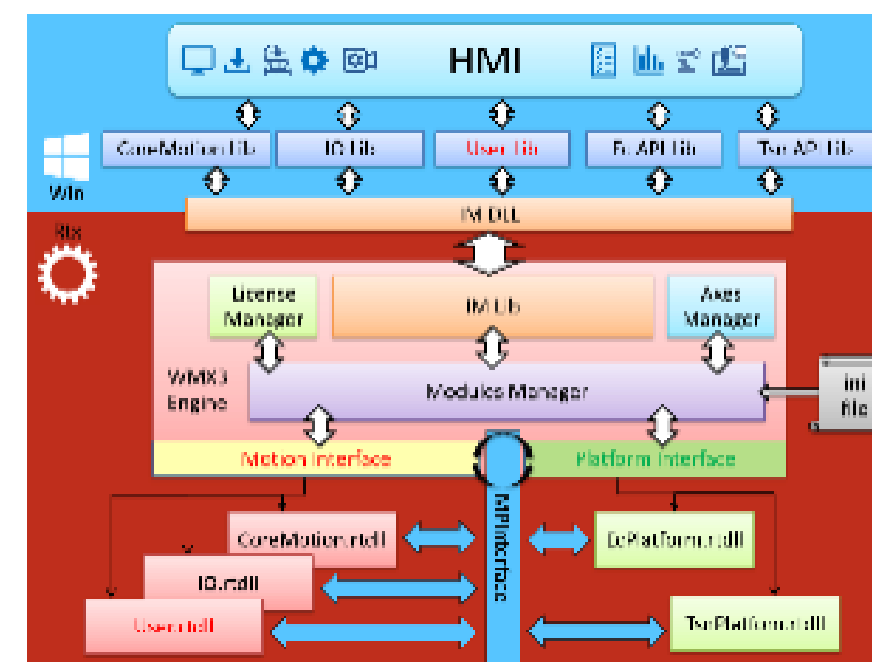 HMI
CoreMotion Lib
IO Lib
User Lib
Ec API Lib
Tsn API Lib
Win
IM DLL
Rtx
License
Manager
IM Lib
Axes
Manager
WMX3
Engine
Modules Manager
ini
file
Motion Interface
Platform Interface
MPInterface
CoreMotion.rtdll
EcPlatform.rtdll
IO.rtdll
User.rtdll
TsnPlatform.rtdll